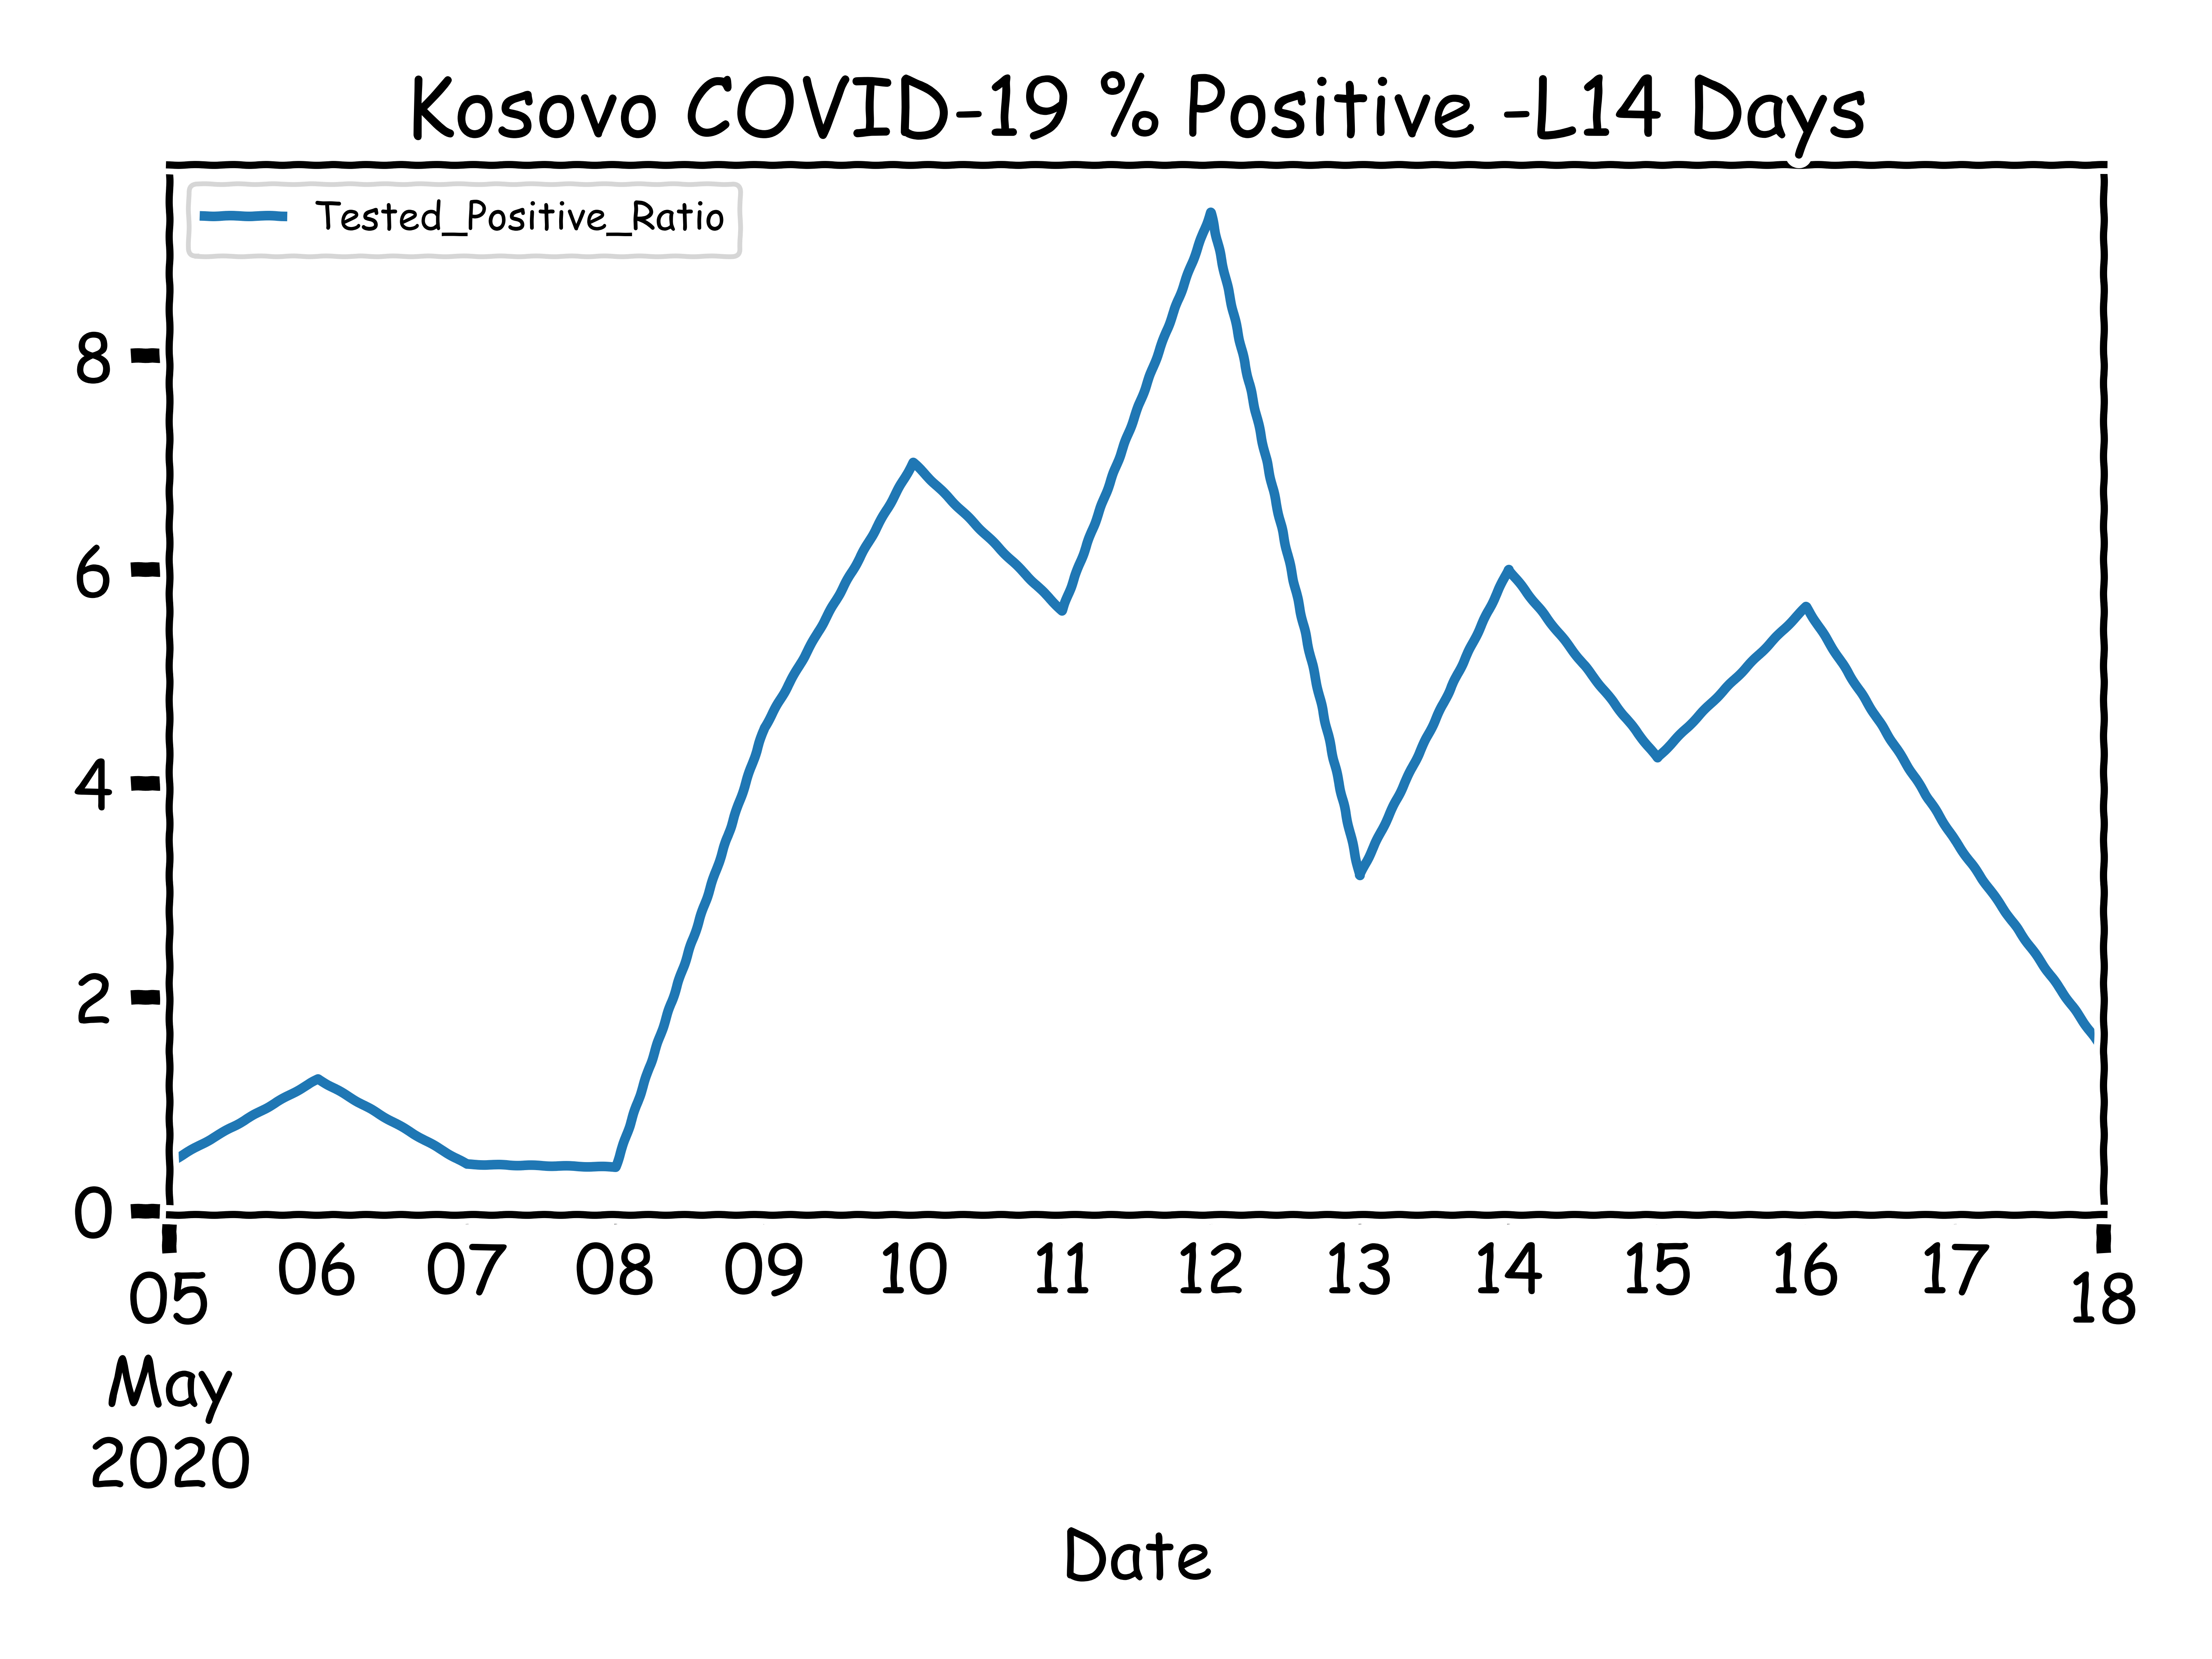 Kosovo COVID-19 % Positive -L14 Days
Tested_Positive_Ratio
8
6
4
2
0
05 06 07 08 09 10 11 12 13 14 15 16 17 18
May
2020
Date